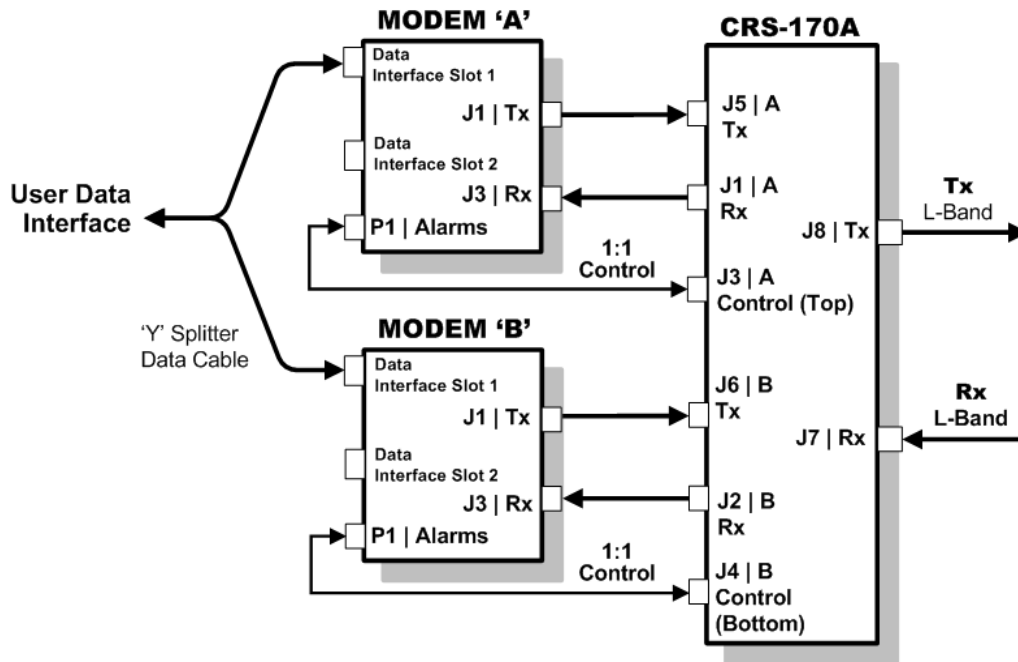 MODEM ‘A’
CRS-170A
Data
Interface Slot 1
J1 | Tx
Data
Interface Slot 2
J3 | Rx
P1 | Alarms
User Data
Interface
‘Y’ Splitter
Data Cable
1:1
Control
MODEM ‘B’
Data
Interface Slot 1
J1 | Tx
Data
Interface Slot 2
J3 | Rx
P1 | Alarms
1:1
Control
J5 | A
Tx
J1 | A
Rx
J3 | A
Control (Top)
J6 | B
Tx
J2 | B
Rx
J4 | B
Control
(Bottom)
J8 | Tx
J7 | Rx
Tx
L-Band
Rx
L-Band